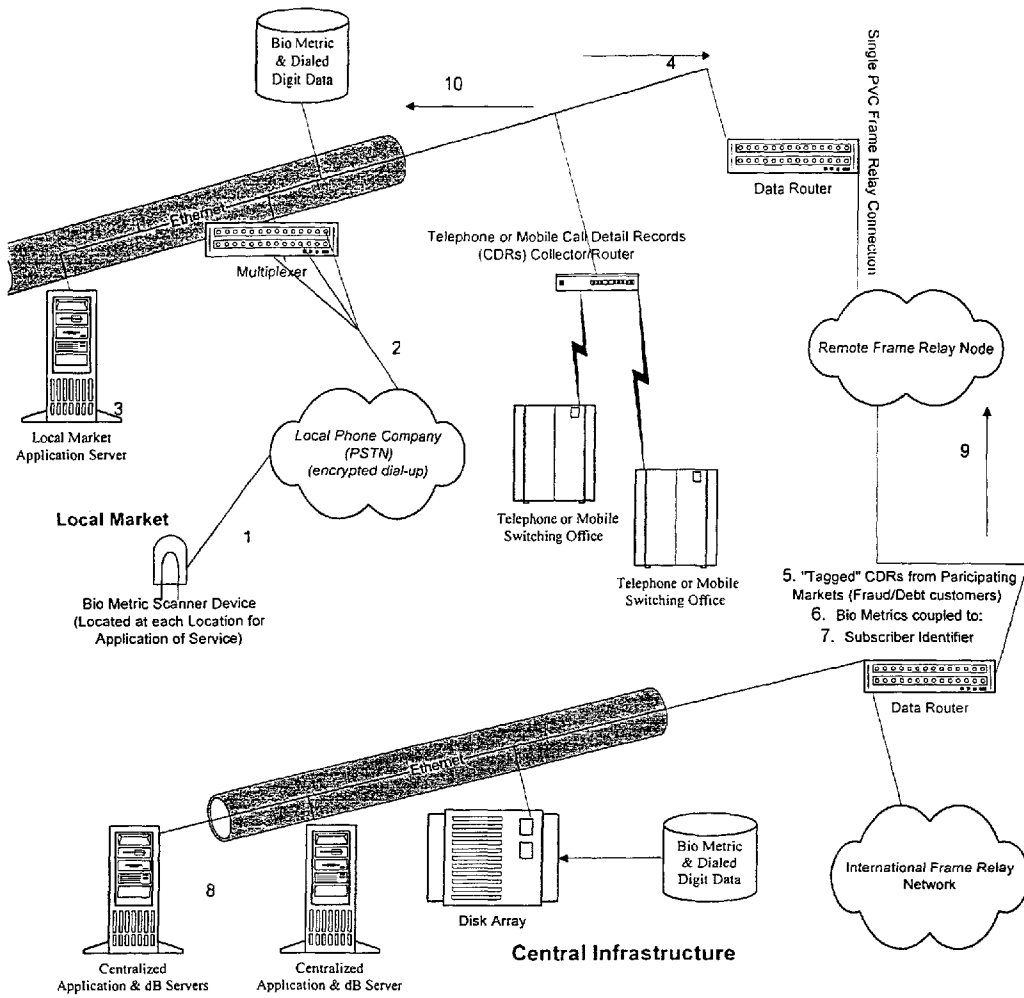 Bio Metric
& Dialed
Digit Data
10
4
Single PVC Frame Relay Connection
Data Router
Ethernet
Multiplexer
Telephone or Mobile Call Detail Records
(CDRs) Collector/Router
2
Remote Frame Relay Node
3
Local Market
Application Server
Local Phone Company
(PSTN)
(encrypted dial-up)
9
Local Market
1
Telephone or Mobile
Switching Office
Telephone or Mobile
Switching Office
Bio Metric Scanner Device
(Located at each Location for
Application of Service)
5. "Tagged" CDRs from Paricipating
Markets (Fraud/Debt customers)
6. Bio Metrics coupled to:
7. Subscriber Identifier
Data Router
Ethernet
Bio Metric
& Dialed
Digit Data
International Frame Relay
Network
8
Disk Array
Central Infrastructure
Centralized
Application & dB Servers
Centralized
Application & dB Server